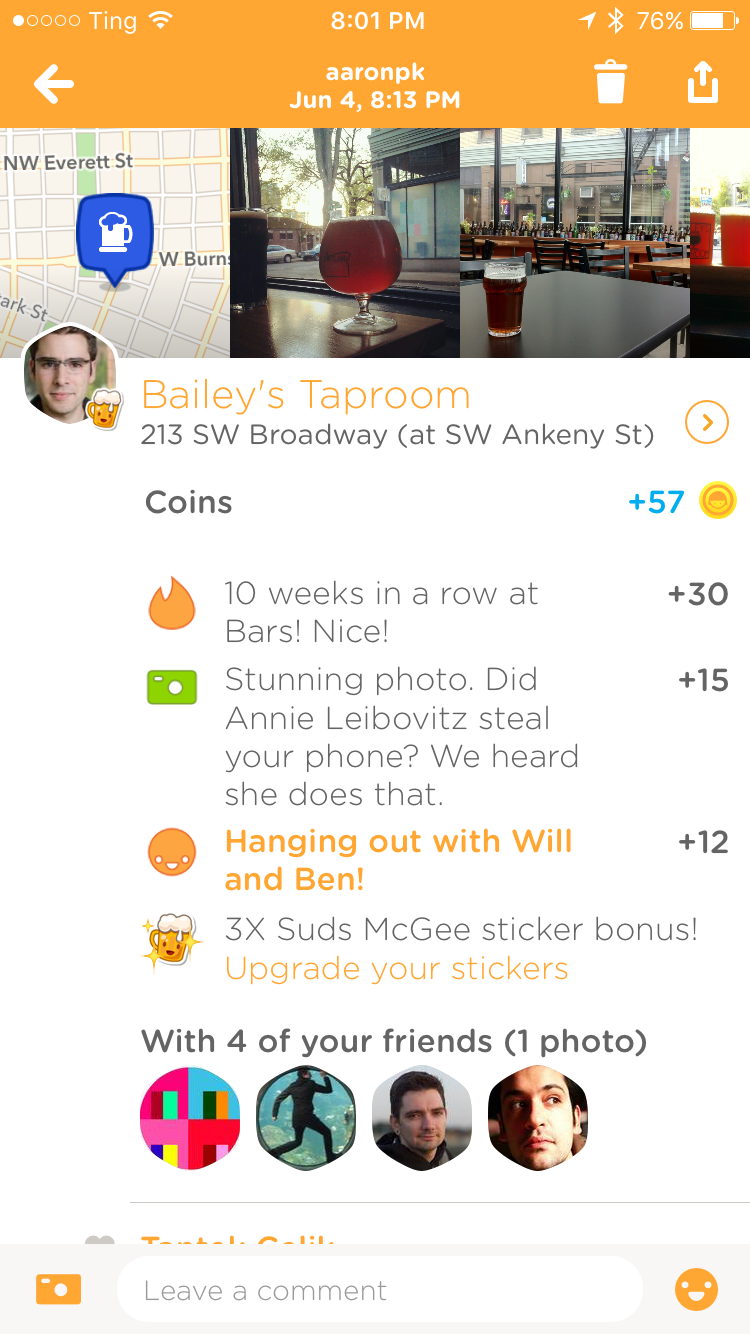 Ting
8:01 PM
76%
aaronpk
Jun 4, 8:13 PM
NW Everett St
W Burns
ark St
Bailey's Taproom
213 SW Broadway (at SW Ankeny St)
Coins
+57
10 weeks in a row at
Bars! Nice!
+30
Stunning photo. Did
Annie Leibovitz steal
your phone? We heard
she does that.
+15
Hanging out with Will
and Ben!
+12
3X Suds McGee sticker bonus!
Upgrade your stickers
With 4 of your friends (1 photo)
Leave a comment